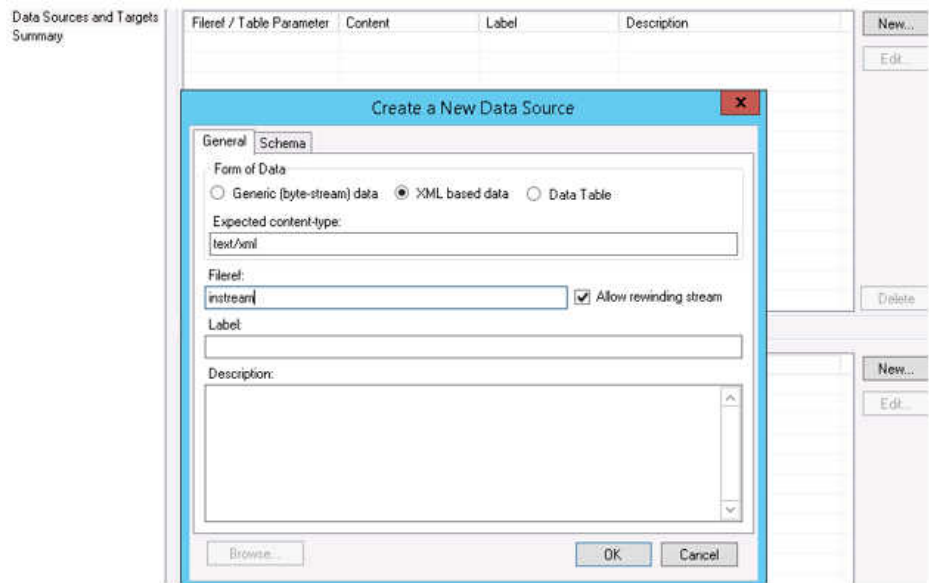 Data Sources and Targets
Summary
Fileref / Table Parameter Content Label Description
New...
Edit...
Create a New Data Source
x
General Schema
Form of Data
Generic (byte-stream) data XML based data Data Table
Expected content-type:
text/xml
Fileref:
instream Allow rewinding stream
Delete
Label:
New...
Description:
Edit...
Browse... OK Cancel